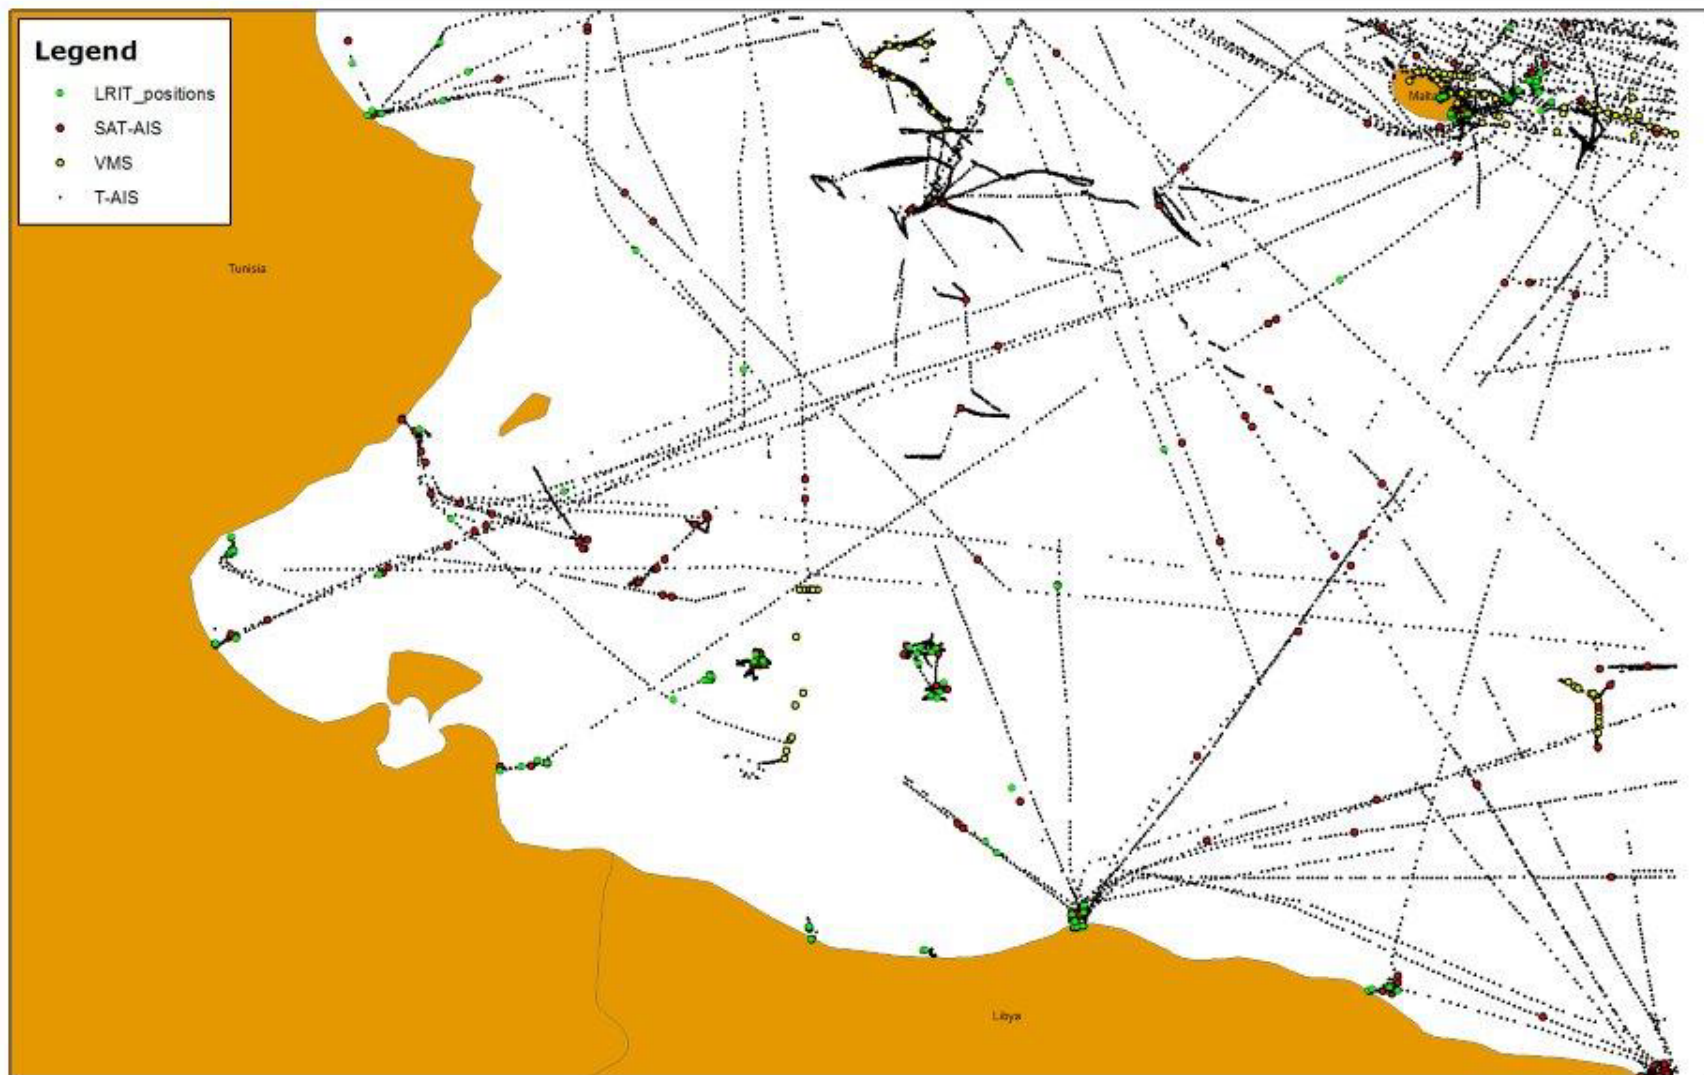 Legend
LRIT_positions
SAT-AIS
VMS
T-AIS
Malta
Tunisia
Libya